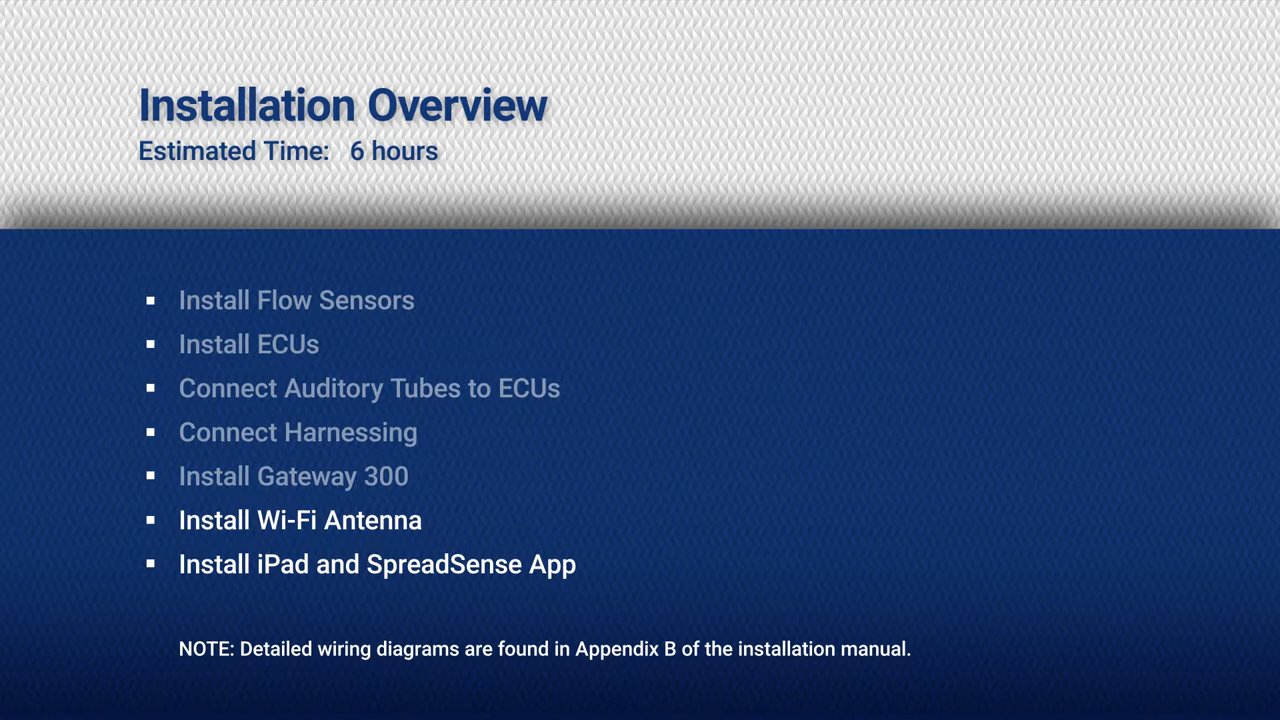 Installation Overview
Estimated Time: 6 hours
▪ Install Flow Sensors
▪ Install ECUs
▪ Connect Auditory Tubes to ECUs
▪ Connect Harnessing
▪ Install Gateway 300
▪ Install Wi-Fi Antenna
▪ Install iPad and SpreadSense App
NOTE: Detailed wiring diagrams are found in Appendix B of the installation manual.